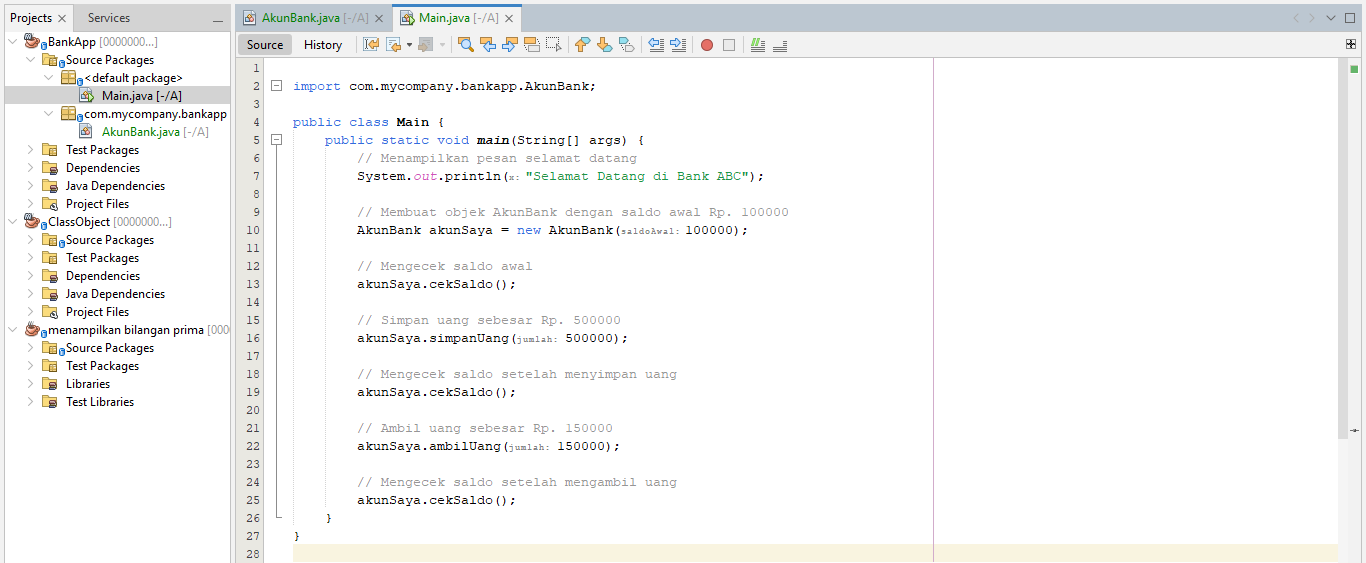 Projects
Services
BankApp [0000000...]
Source Packages
<default package>
Main.java [-/A]
com.mycompany.bankapp
AkunBank.java [-/A]
Test Packages
Dependencies
Java Dependencies
Project Files
ClassObject [0000000...]
Source Packages
Test Packages
Dependencies
Java Dependencies
Project Files
menampilkan bilangan prima [000
Source Packages
Test Packages
Libraries
Test Libraries
AkunBank.java [-/A]
Main.java [-/A]
Source
History
1
2 import com.mycompany.bankapp.AkunBank;
3
4 public class Main {
5 public static void main(String[] args) {
6 // Menampilkan pesan selamat datang
7 System.out.println(x: "Selamat Datang di Bank ABC");
8
9 // Membuat objek AkunBank dengan saldo awal Rp. 100000
10 AkunBank akunSaya = new AkunBank(saldoAwal: 100000);
11
12 // Mengecek saldo awal
13 akunSaya.cekSaldo();
14
15 // Simpan uang sebesar Rp. 500000
16 akunSaya.simpanUang(jumlah: 500000);
17
18 // Mengecek saldo setelah menyimpan uang
19 akunSaya.cekSaldo();
20
21 // Ambil uang sebesar Rp. 150000
22 akunSaya.ambilUang(jumlah: 150000);
23
24 // Mengecek saldo setelah mengambil uang
25 akunSaya.cekSaldo();
26 }
27 }
28